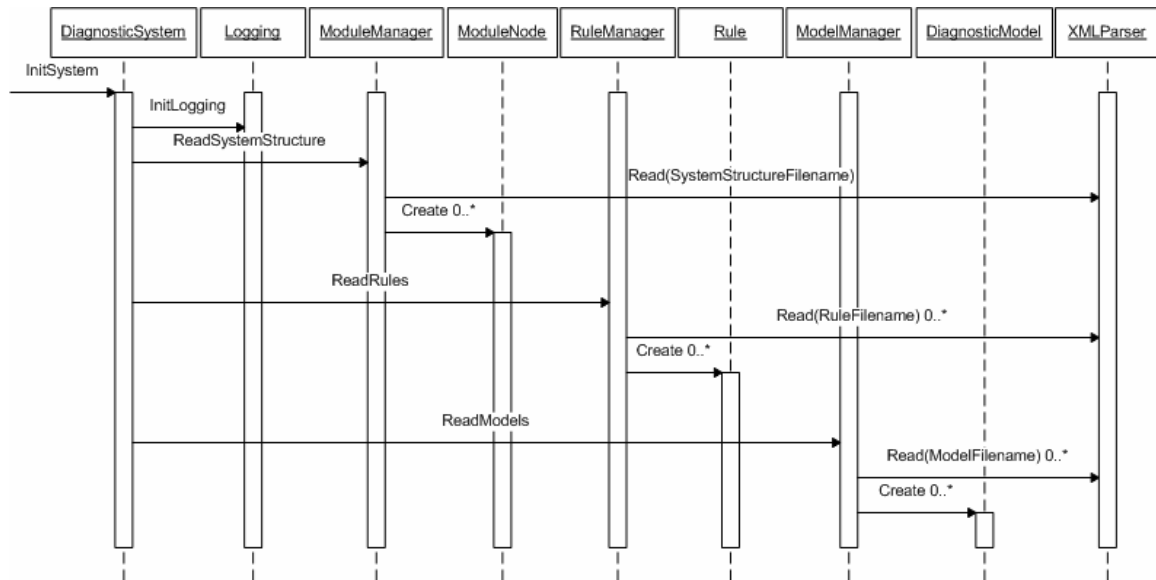 DiagnosticSystem
Logging
ModuleManager
ModuleNode
RuleManager
Rule
ModelManager
DiagnosticModel
XMLParser
InitSystem
InitLogging
ReadSystemStructure
Read(SystemStructureFilename)
Create 0..*
ReadRules
Read(RuleFilename) 0..*
Create 0..*
ReadModels
Read(ModelFilename) 0..*
Create 0..*